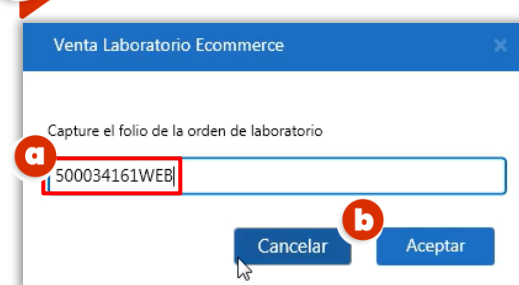 Venta Laboratorio Ecommerce ×
Capture el folio de la orden de laboratorio
a
500034161WEB
b
Cancelar Aceptar